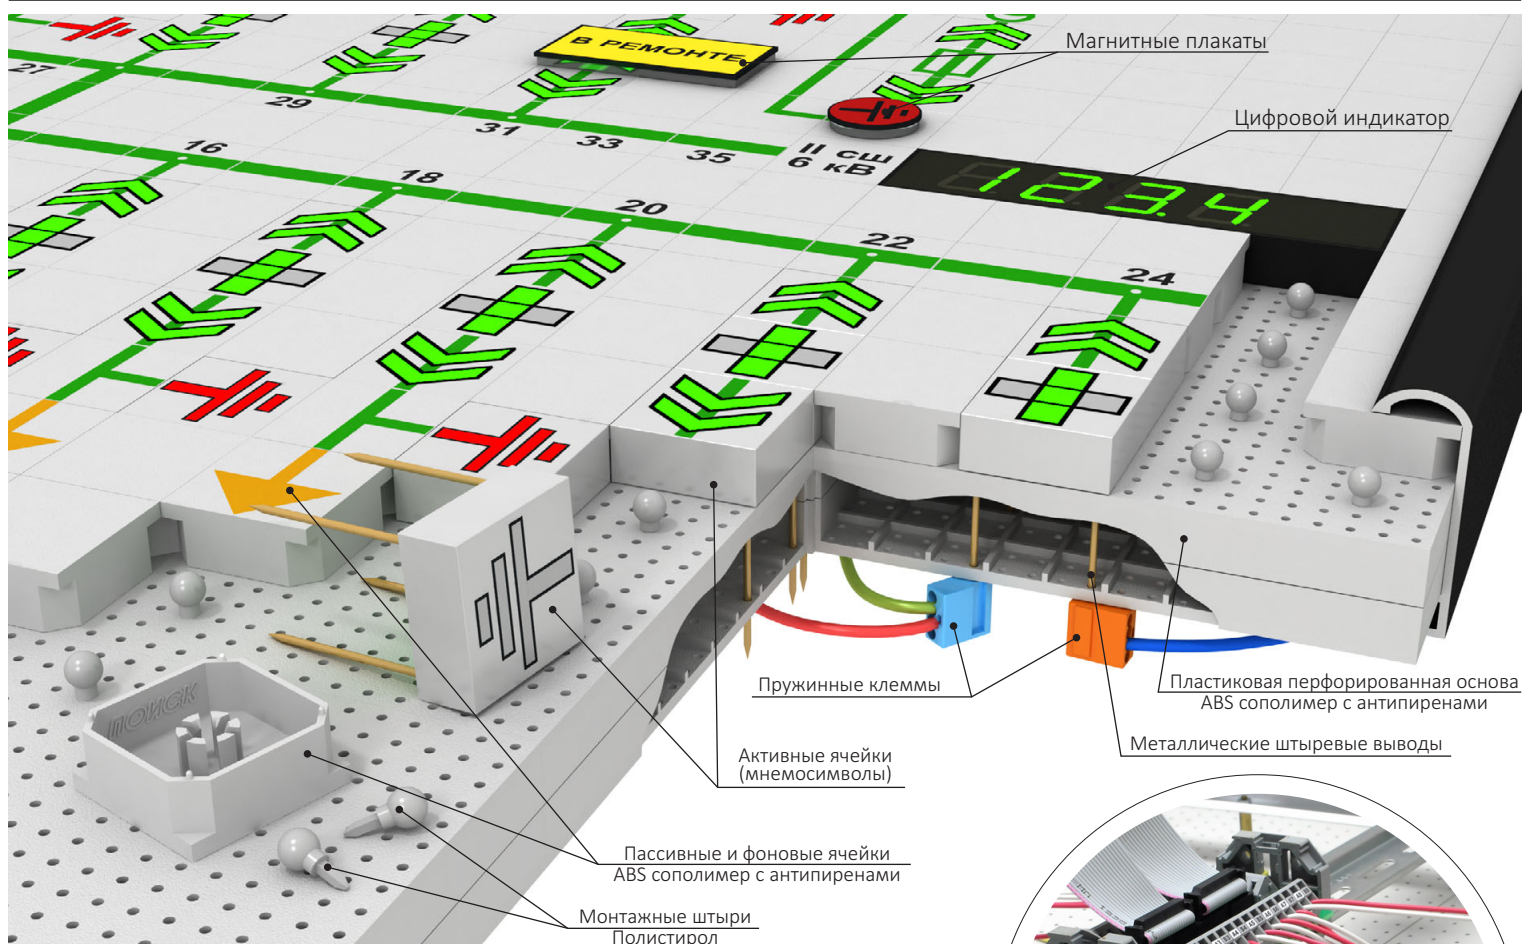 В РЕМОНТЕ
Магнитные плакаты
Цифровой индикатор
27
29
31
33
35
II сш
6 кВ
123.4
16
18
20
22
24
Пружинные клеммы
Пластиковая перфорированная основа
ABS сополимер с антипиренами
Металлические штыревые выводы
Активные ячейки
(мнемосимволы)
ПОИСК
Пассивные и фоновые ячейки
ABS сополимер с антипиренами
Монтажные штыри
Полистирол